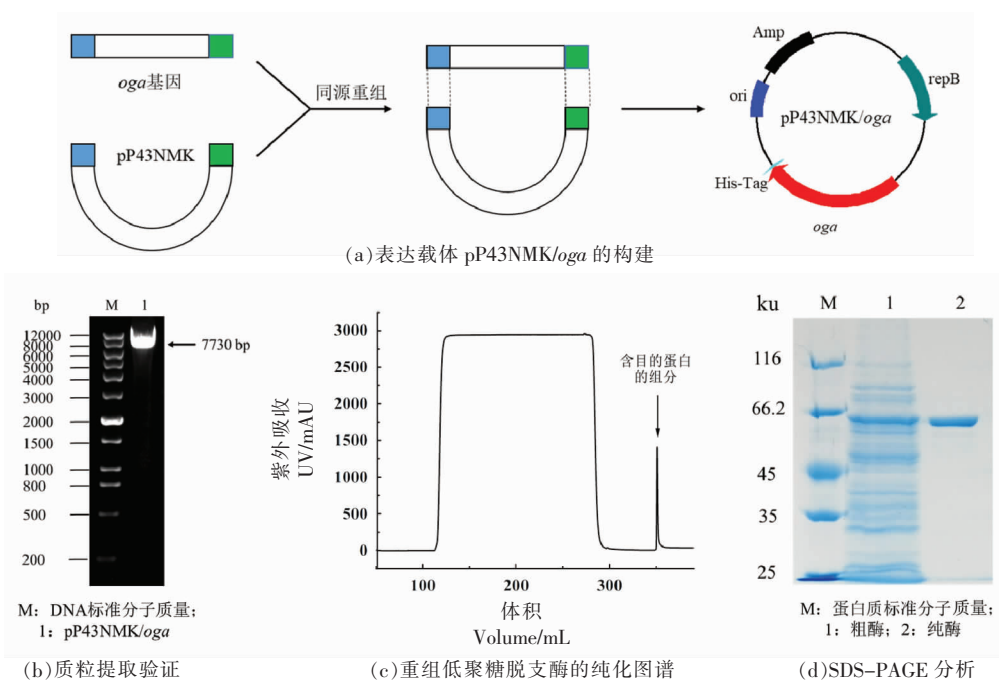 oga基因
pP43NMK
同源重组
Amp
ori
repB
pP43NMK/oga
His-Tag
oga
(a)表达载体 pP43NMK/oga 的构建
bp
M
1
12000
8000
6000
5000
4000
3000
2000
1500
1000
800
500
200
7730 bp
M：DNA标准分子质量；
1：pP43NMK/oga
(b)质粒提取验证
紫外吸收
UV/mAU
3000
2500
2000
1500
1000
500
0
100
200
300
含目的蛋白
的组分
体积
Volume/mL
(c)重组低聚糖脱支酶的纯化图谱
ku
M
1
2
116
66.2
45
35
25
M：蛋白质标准分子质量；
1：粗酶；2：纯酶
(d)SDS-PAGE 分析